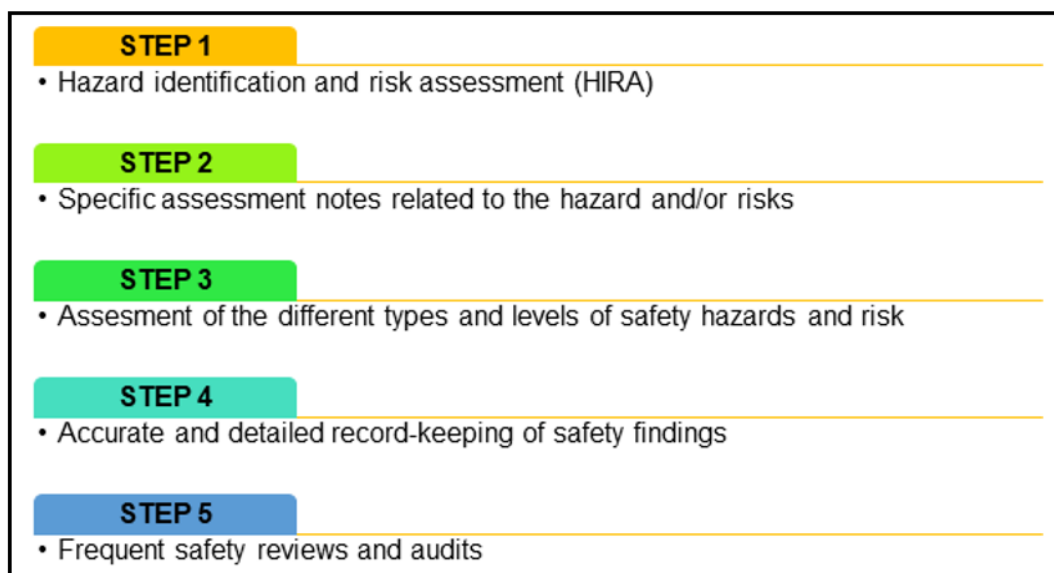 STEP 1
• Hazard identification and risk assessment (HIRA)
STEP 2
• Specific assessment notes related to the hazard and/or risks
STEP 3
• Assesment of the different types and levels of safety hazards and risk
STEP 4
• Accurate and detailed record-keeping of safety findings
STEP 5
• Frequent safety reviews and audits